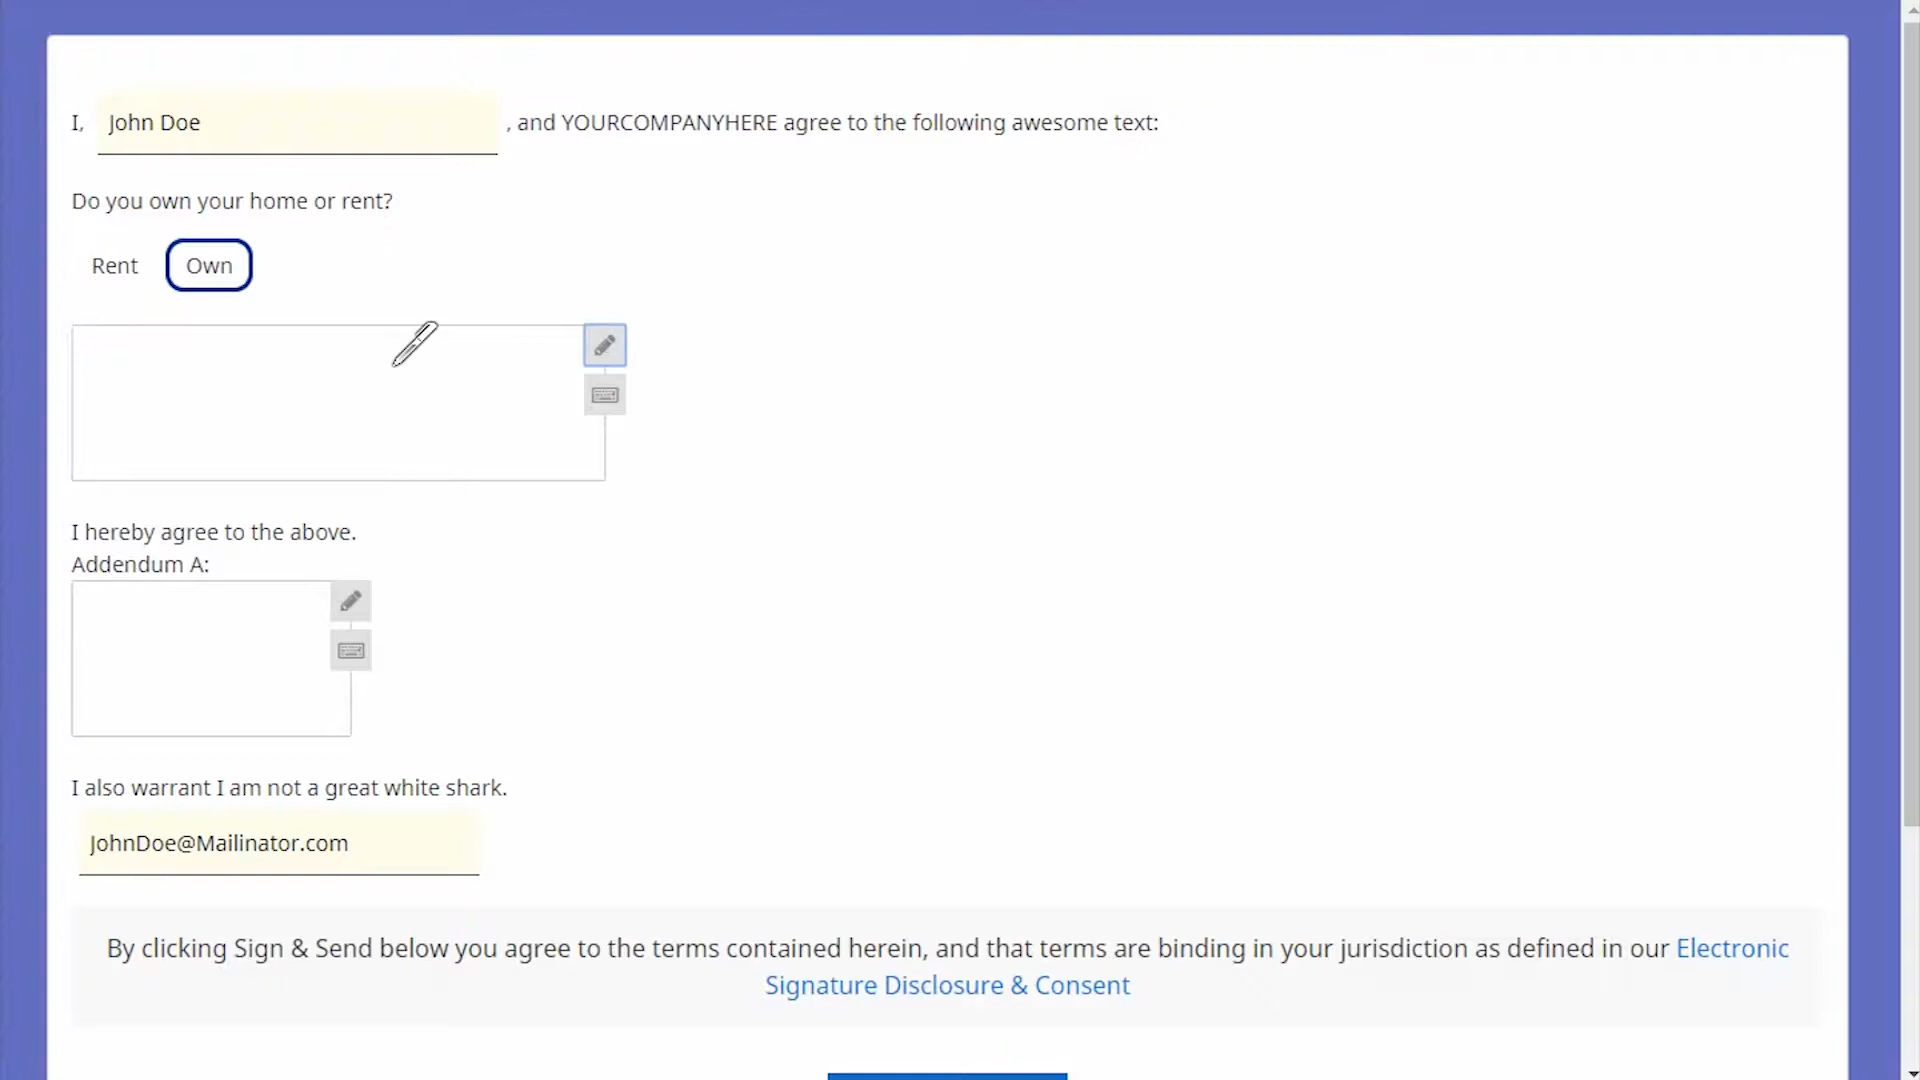 I, John Doe , and YOURCOMPANYHERE agree to the following awesome text:
Do you own your home or rent?
Rent Own
I hereby agree to the above.
Addendum A:
I also warrant I am not a great white shark.
JohnDoe@Mailinator.com
By clicking Sign & Send below you agree to the terms contained herein, and that terms are binding in your jurisdiction as defined in our Electronic
Signature Disclosure & Consent